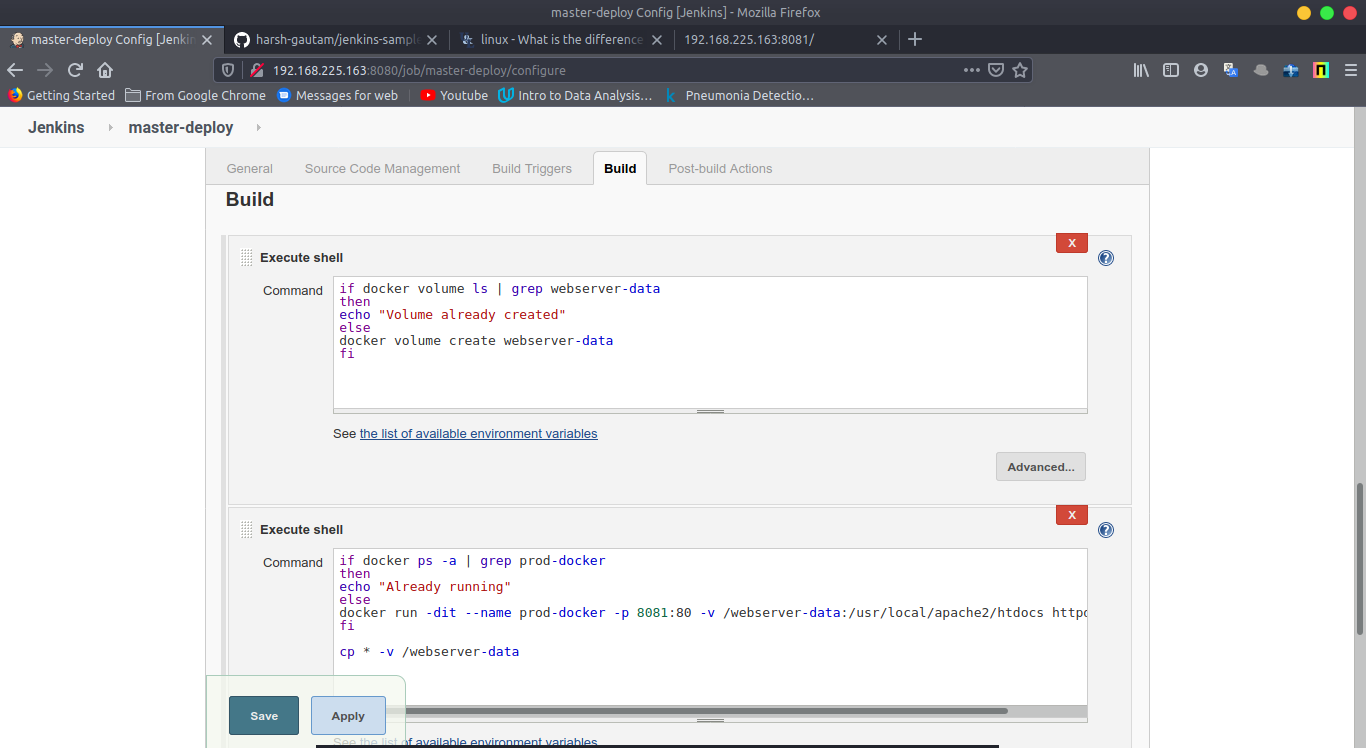 master-deploy Config [Jenkins] - Mozilla Firefox
master-deploy Config [Jenkin
harsh-gautam/jenkins-sampl
linux - What is the difference
192.168.225.163:8081/
192.168.225.163:8080/job/master-deploy/configure
Getting Started
From Google Chrome
Messages for web
Youtube
Intro to Data Analysis…
Pneumonia Detectio…
Jenkins
master-deploy
General
Source Code Management
Build Triggers
Build
Post-build Actions
Build
X
Execute shell
?
Command
if docker volume ls | grep webserver-data
then
echo "Volume already created"
else
docker volume create webserver-data
fi
See the list of available environment variables
Advanced...
X
Execute shell
?
Command
if docker ps -a | grep prod-docker
then
echo "Already running"
else
docker run -dit --name prod-docker -p 8081:80 -v /webserver-data:/usr/local/apache2/htdocs httpd
fi
cp * -v /webserver-data
Save
Apply
See the list of available environment variables